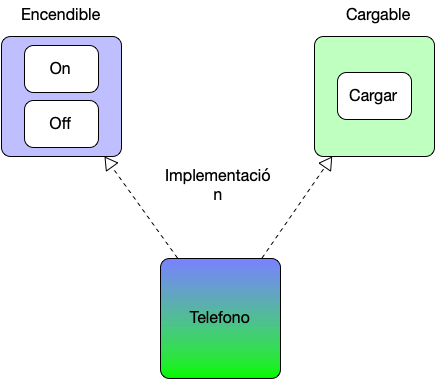 Encendible
Cargable
On
Off
Cargar
Implementació
n
Telefono